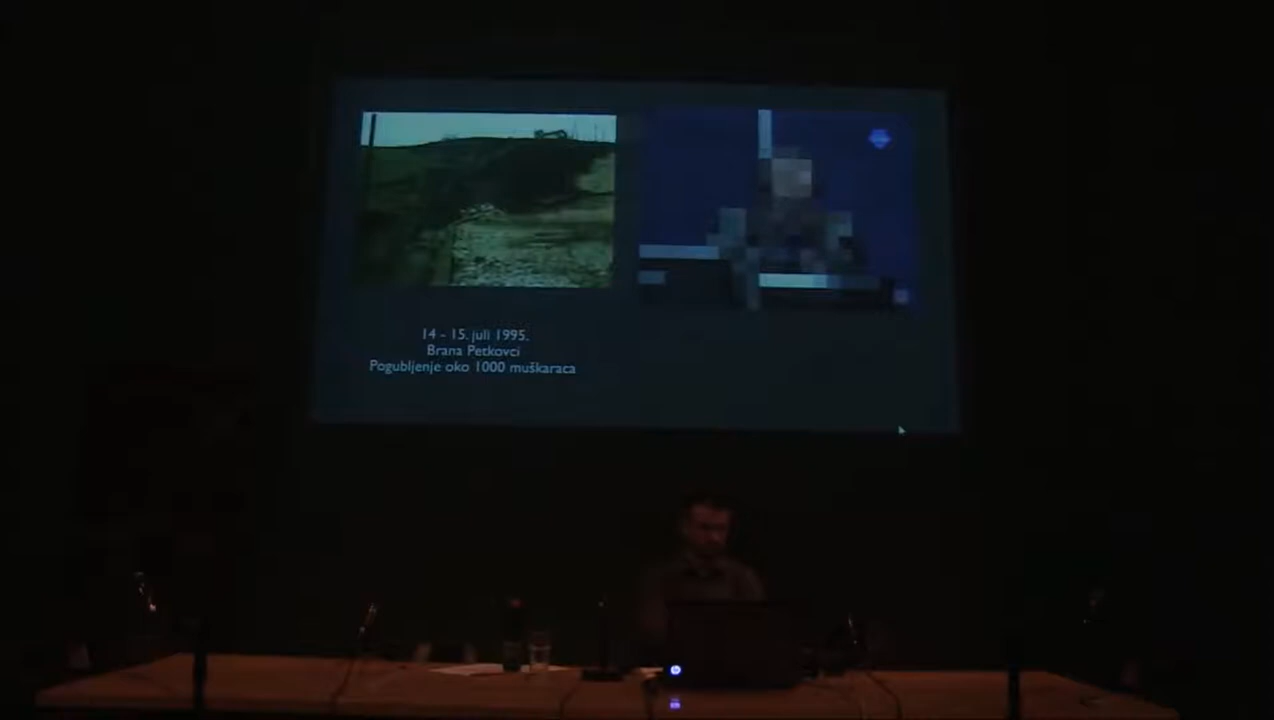 14 - 15. juli 1995.
Brana Petkovci
Pogubljenje oko 1000 muškaraca